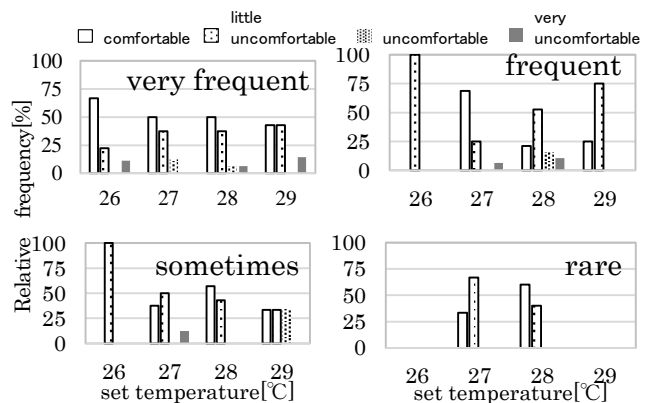 comfortable
little
uncomfortable
uncomfortable
very
uncomfortable
frequency[%]
Relative
very frequent
100
75
50
25
0
26 27 28 29
frequent
100
75
50
25
0
26 27 28 29
sometimes
100
75
50
25
0
26 27 28 29
set temperature[℃]
rare
100
75
50
25
0
26 27 28 29
set temperature[℃]